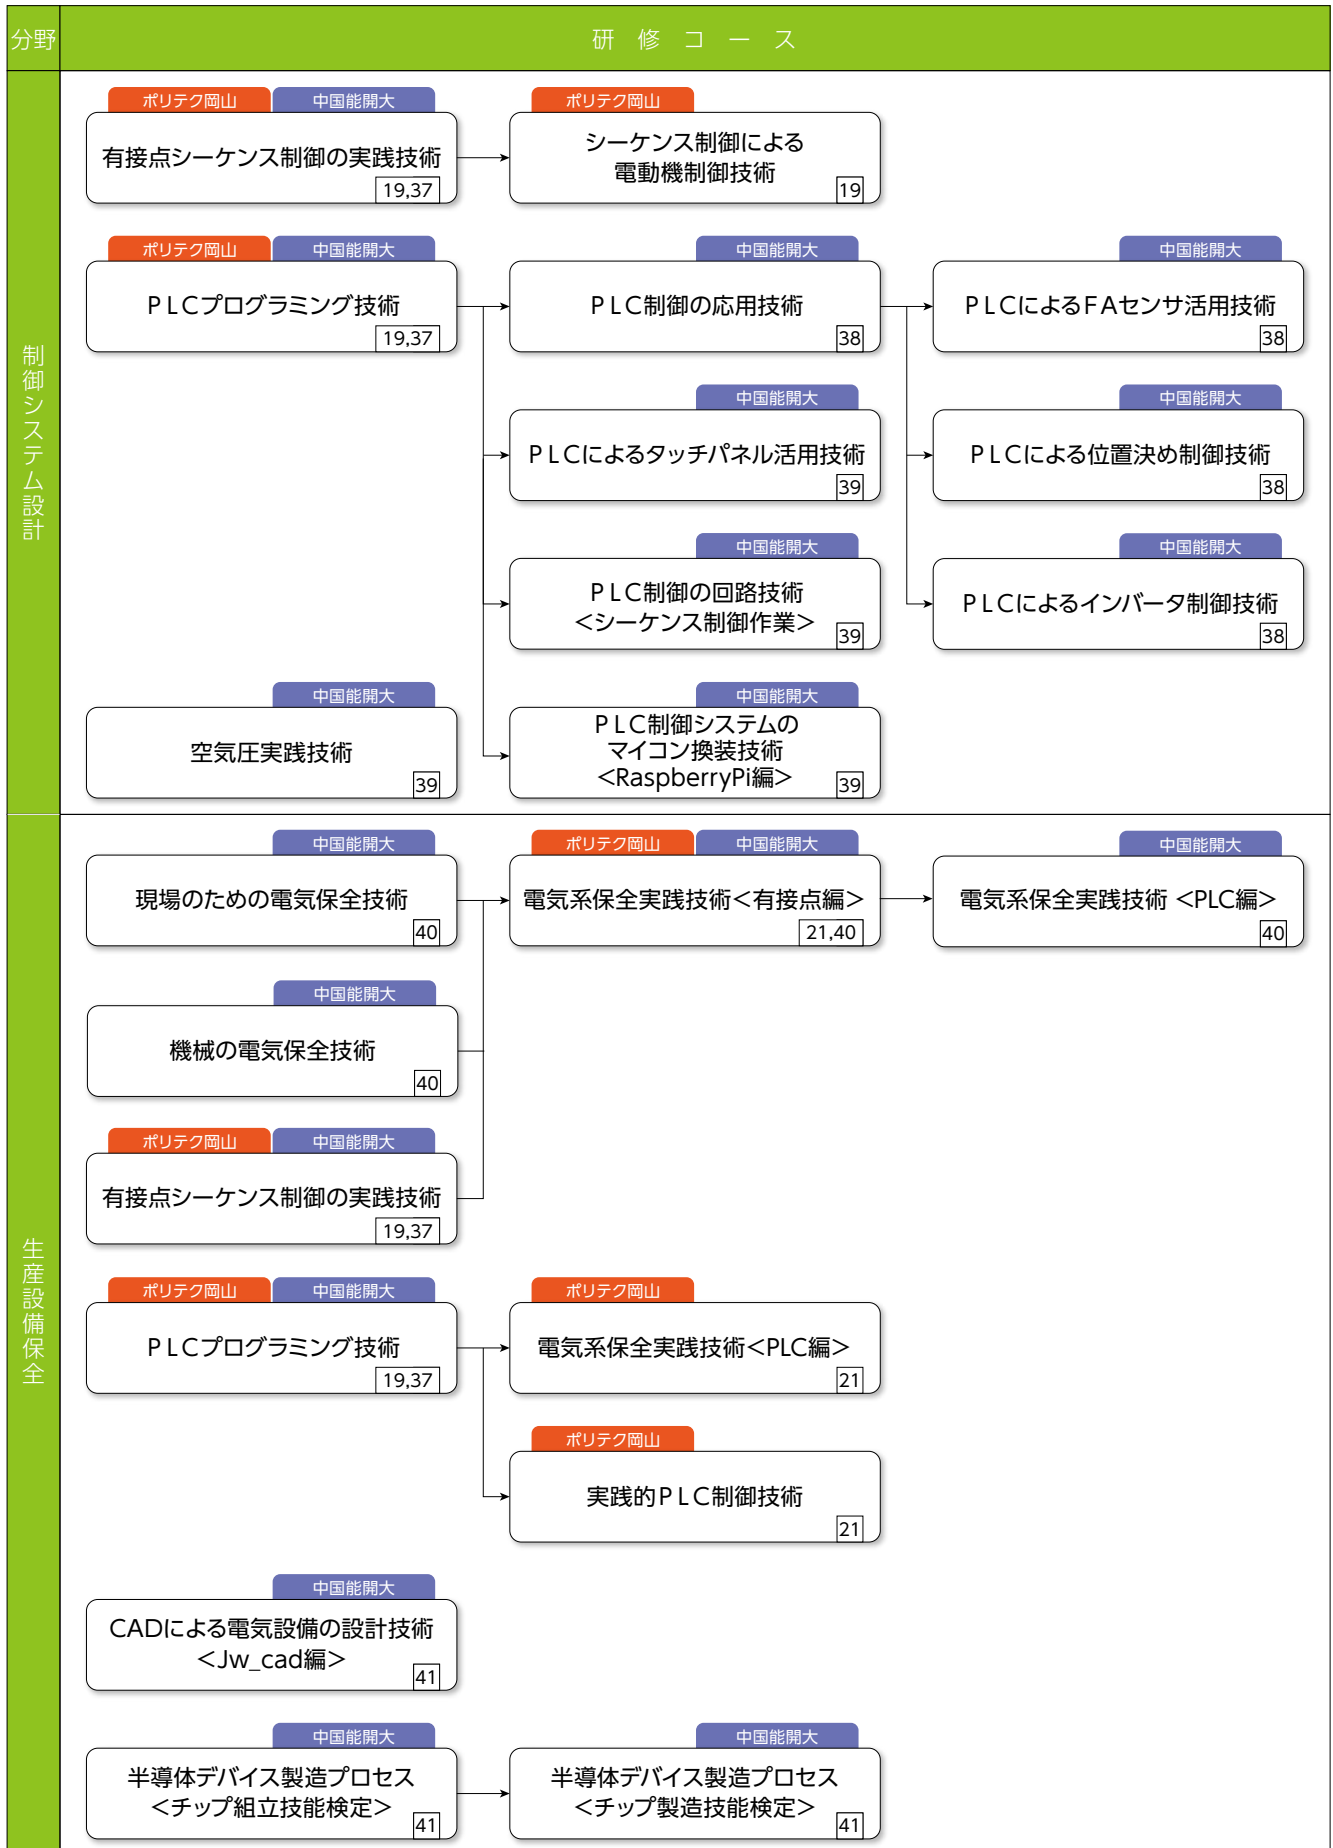 分野
研修コース
制御システム設計
ポリテク岡山 中国能開大
有接点シーケンス制御の実践技術
19,37
ポリテク岡山
シーケンス制御による
電動機制御技術
19
ポリテク岡山 中国能開大
PLCプログラミング技術
19,37
中国能開大
PLC制御の応用技術
38
中国能開大
PLCによるFAセンサ活用技術
38
中国能開大
PLCによるタッチパネル活用技術
39
中国能開大
PLCによる位置決め制御技術
38
中国能開大
PLC制御の回路技術
<シーケンス制御作業>
39
中国能開大
PLCによるインバータ制御技術
38
中国能開大
空気圧実践技術
39
中国能開大
PLC制御システムの
マイコン換装技術
<RaspberryPi編>
39
生産設備保全
中国能開大
現場のための電気保全技術
40
ポリテク岡山 中国能開大
電気系保全実践技術<有接点編>
21,40
中国能開大
電気系保全実践技術 <PLC編>
40
中国能開大
機械の電気保全技術
40
ポリテク岡山 中国能開大
有接点シーケンス制御の実践技術
19,37
ポリテク岡山 中国能開大
PLCプログラミング技術
19,37
ポリテク岡山
電気系保全実践技術<PLC編>
21
ポリテク岡山
実践的PLC制御技術
21
中国能開大
CADによる電気設備の設計技術
<Jw_cad編>
41
中国能開大
半導体デバイス製造プロセス
<チップ組立技能検定>
41
中国能開大
半導体デバイス製造プロセス
<チップ製造技能検定>
41